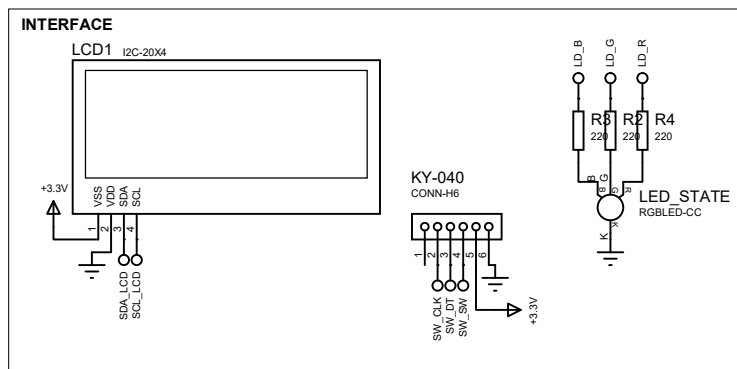 INTERFACE
LCD1 I2C-20X4
+3.3V
VSS
VDD
SDA
SCL
1
2
3
4
SDA_LCD
SCL_LCD
KY-040
CONN-H6
1
2
3
4
5
6
SW_CLK
SW_DT
SW_SW
+3.3V
LD_B
LD_G
LD_R
R3 R2 R4
220 220 220
B
G
B
G
R
R
LED_STATE
RGBLED-CC
K
K